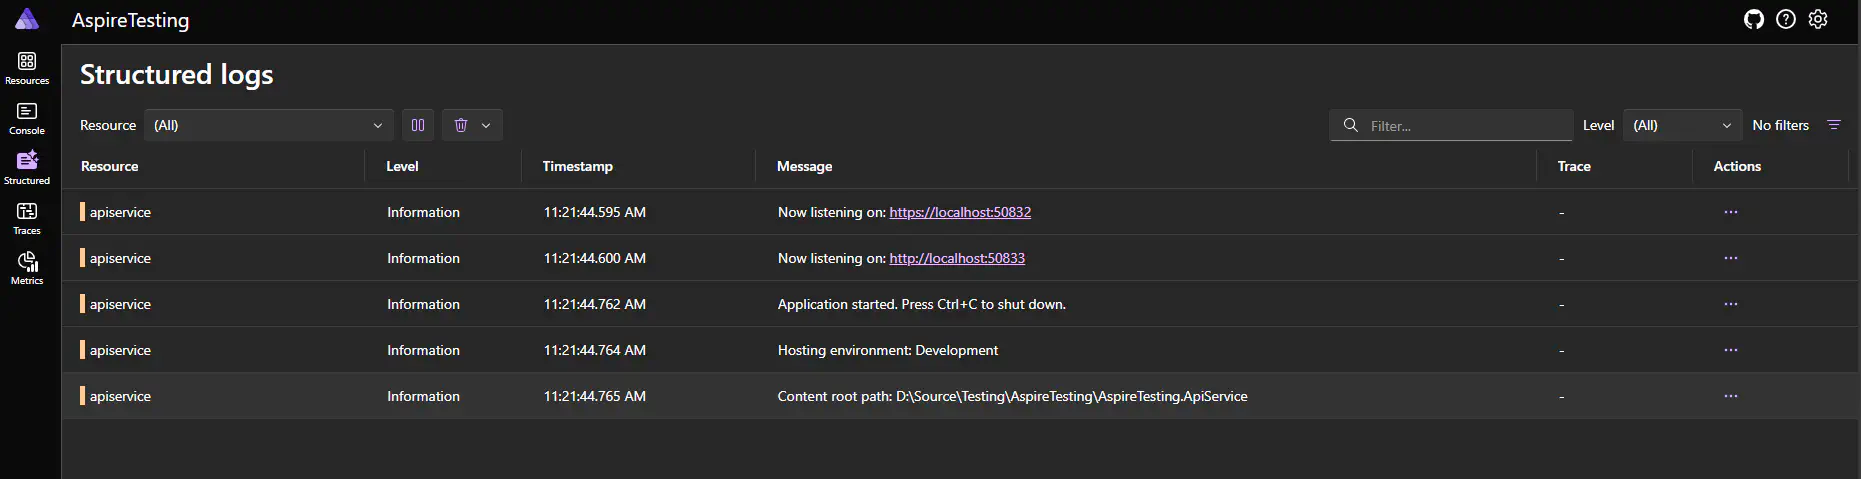 AspireTesting
Resources
Console
Structured
Traces
Metrics
Structured logs
Resource (All) Filter... Level (All) No filters
Resource Level Timestamp Message Trace Actions
apiservice Information 11:21:44.595 AM Now listening on: https://localhost:50832 - ...
apiservice Information 11:21:44.600 AM Now listening on: http://localhost:50833 - ...
apiservice Information 11:21:44.762 AM Application started. Press Ctrl+C to shut down. - ...
apiservice Information 11:21:44.764 AM Hosting environment: Development - ...
apiservice Information 11:21:44.765 AM Content root path: D:\Source\Testing\AspireTesting\AspireTesting.ApiService - ...